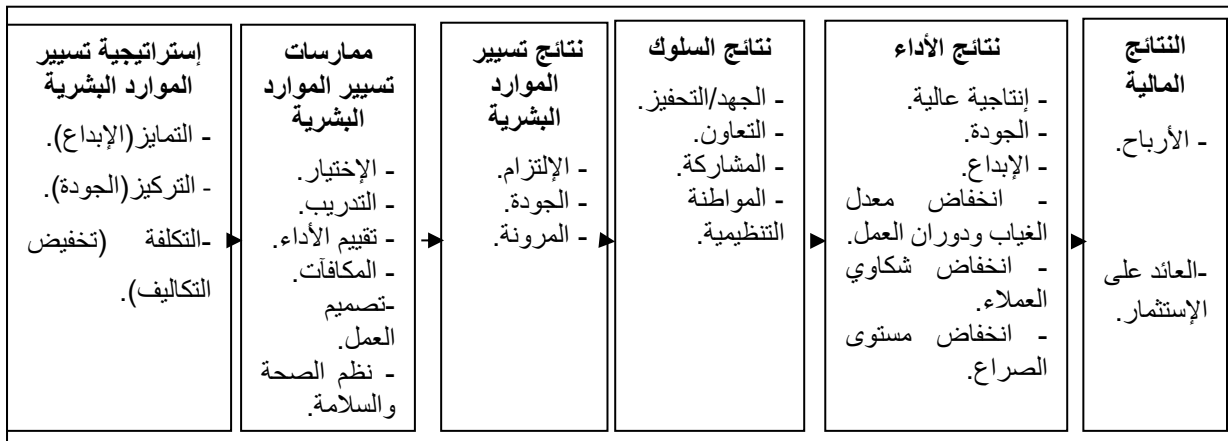 إستراتيجية تسيير
الموارد البشرية
- التمايز(الإبداع).
- التركيز(الجودة).
-التكلفة (تخفيض
التكاليف).
ممارسات
تسيير الموارد
البشرية
- الإختيار.
- التدريب.
- تقييم الأداء.
- المكافآت.
-تصميم
العمل.
- نظم الصحة
والسلامة.
نتائج تسيير
الموارد
البشرية
- الإلتزام.
- الجودة.
- المرونة.
نتائج السلوك
- الجهد/التحفيز.
- التعاون.
- المشاركة.
- المواطنة
التنظيمية.
نتائج الأداء
- إنتاجية عالية.
- الجودة.
- الإبداع.
- انخفاض معدل
الغياب ودوران العمل.
- انخفاض شكاوي
العملاء.
- انخفاض مستوى
الصراع.
النتائج
المالية
- الأرباح.
-العائد على
الإستثمار.